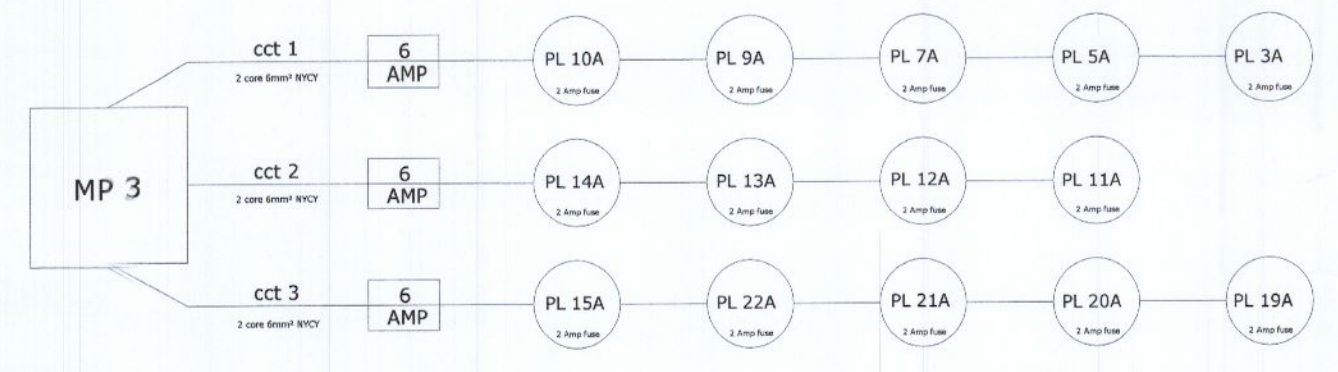 MP 3
cct 1
2 core 6mm² NYCY
6
AMP
PL 10A
2 Amp fuse
PL 9A
2 Amp fuse
PL 7A
2 Amp fuse
PL 5A
2 Amp fuse
PL 3A
2 Amp fuse
cct 2
2 core 6mm² NYCY
6
AMP
PL 14A
2 Amp fuse
PL 13A
2 Amp fuse
PL 12A
2 Amp fuse
PL 11A
2 Amp fuse
cct 3
2 core 6mm² NYCY
6
AMP
PL 15A
2 Amp fuse
PL 22A
2 Amp fuse
PL 21A
2 Amp fuse
PL 20A
2 Amp fuse
PL 19A
2 Amp fuse